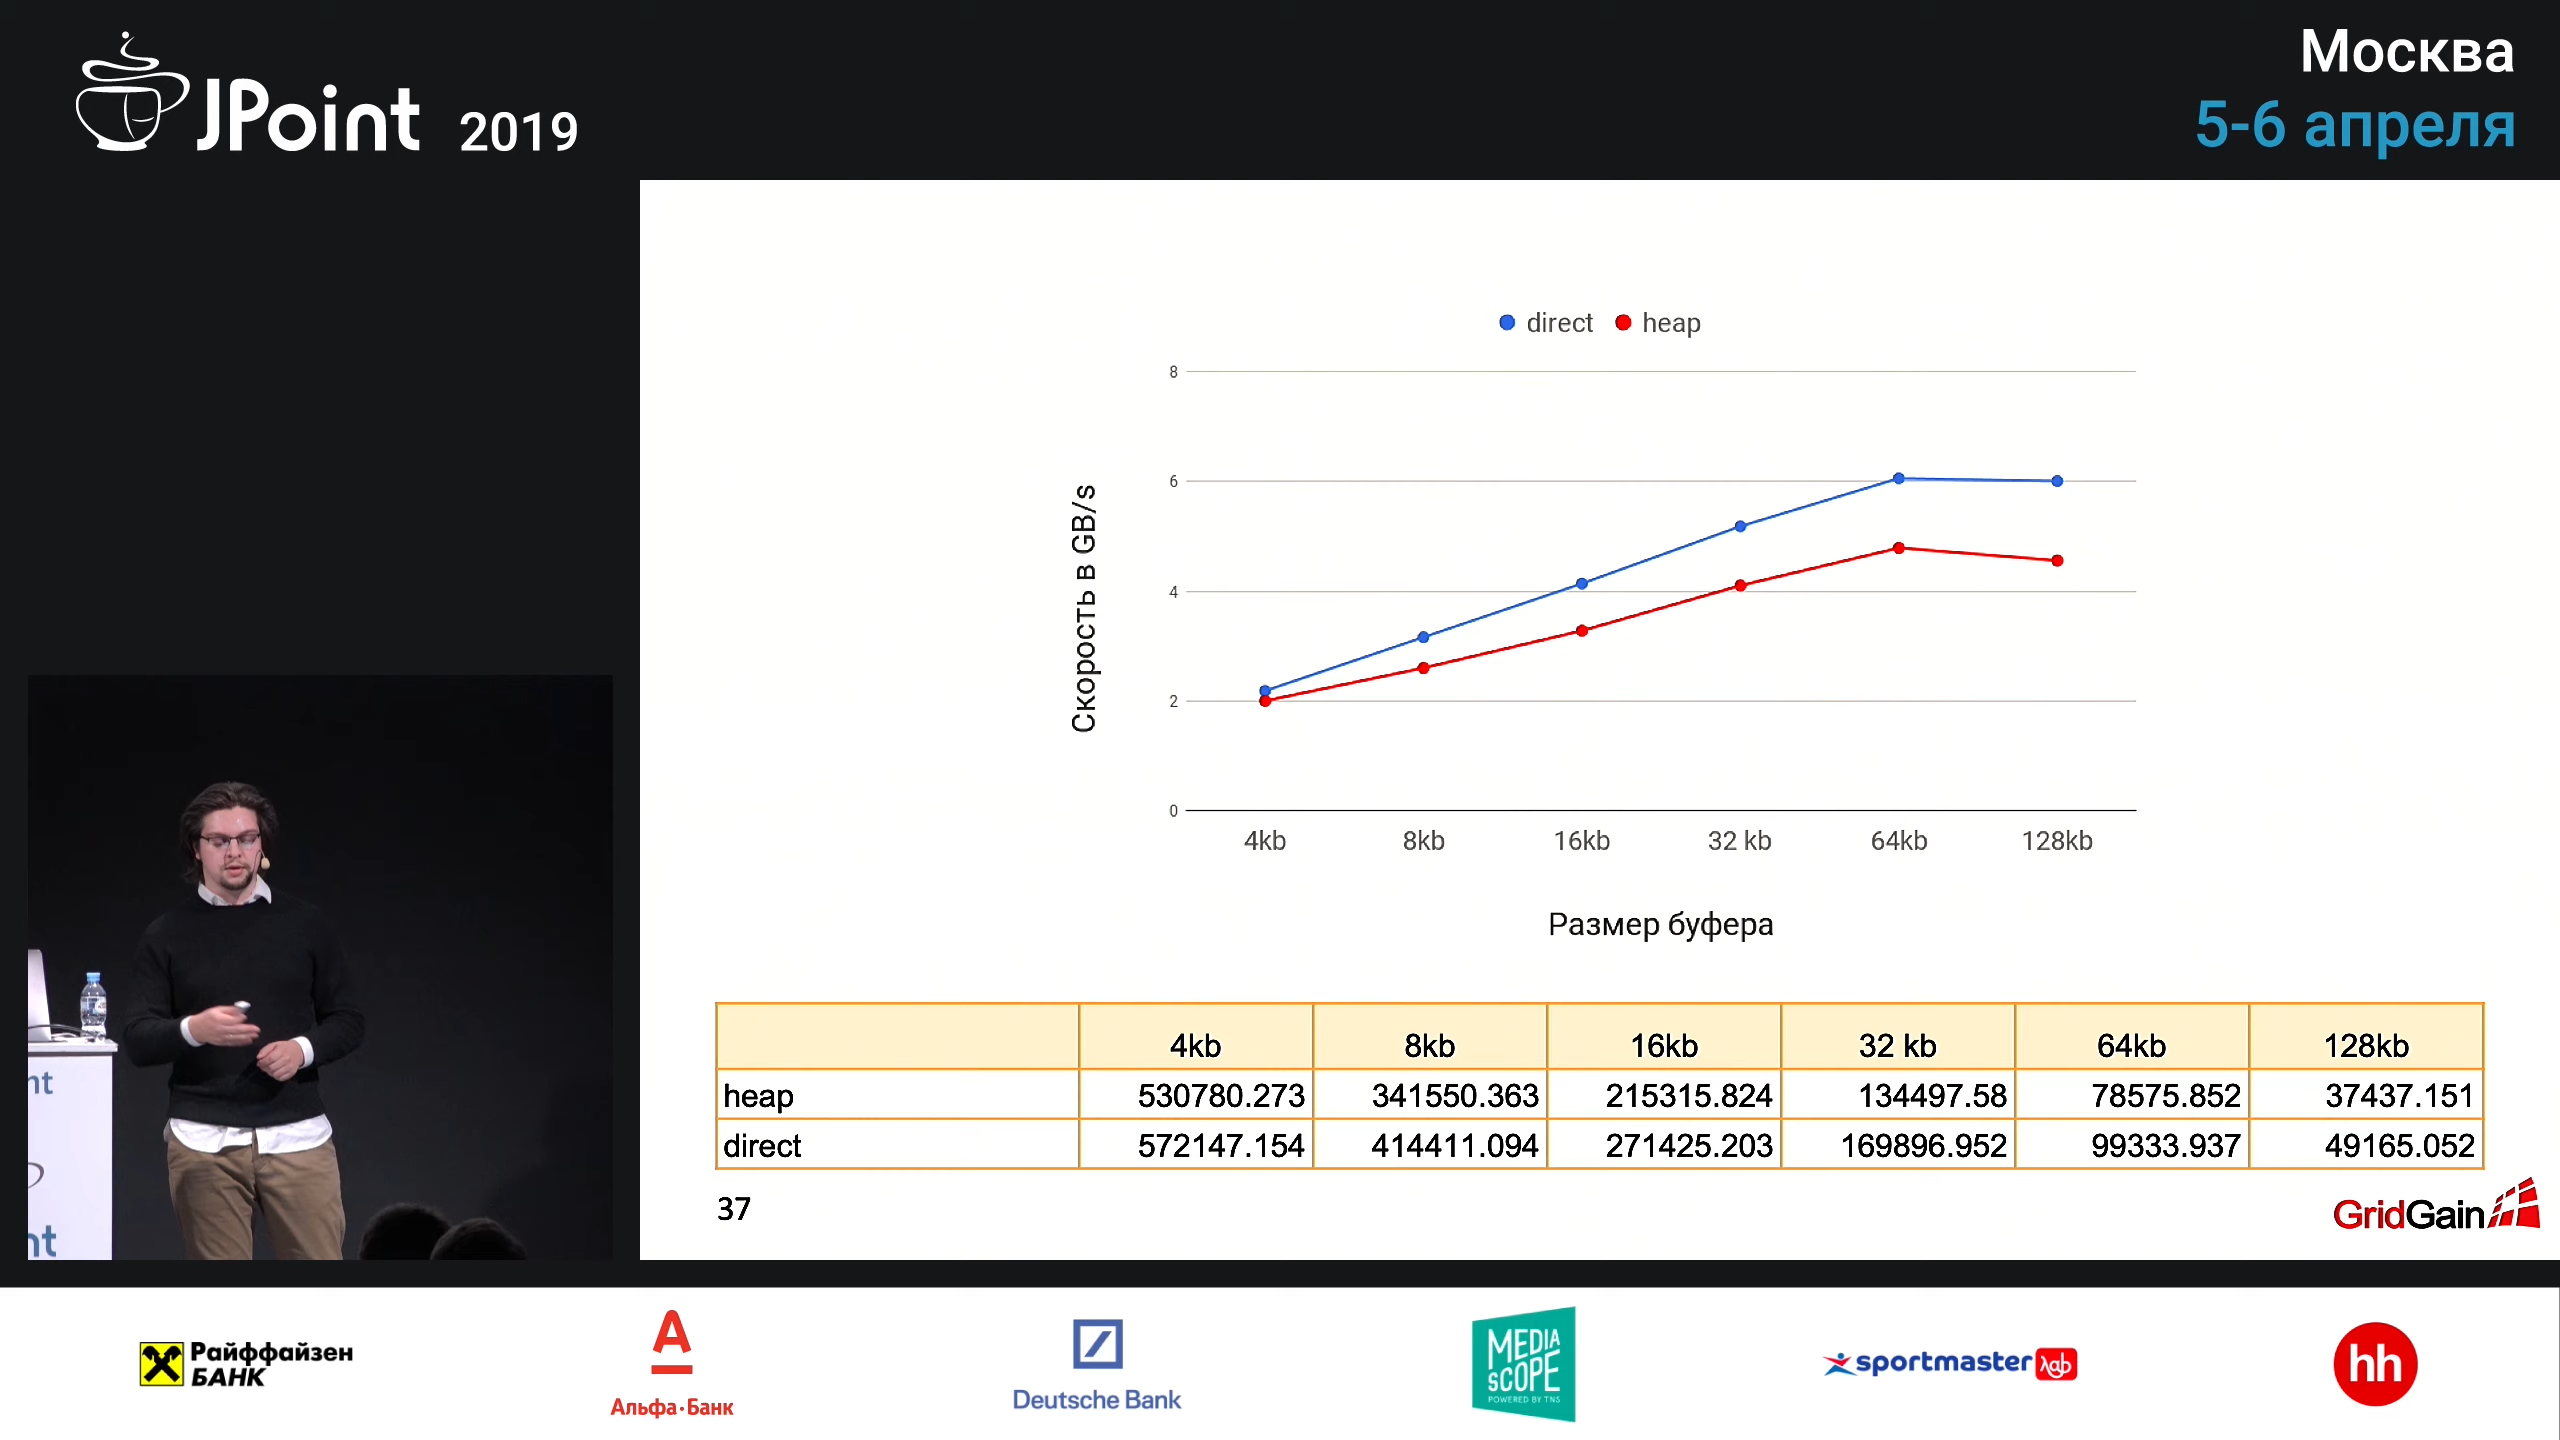 JPoint 2019
Москва
5-6 апреля
direct heap
8
6
4
2
0
Скорость в GB/s
4kb 8kb 16kb 32 kb 64kb 128kb
Размер буфера
4kb 8kb 16kb 32 kb 64kb 128kb
heap 530780.273 341550.363 215315.824 134497.58 78575.852 37437.151
direct 572147.154 414411.094 271425.203 169896.952 99333.937 49165.052
37
GridGain
nt
nt
Райффайзен
БАНК
Альфа·Банк
Deutsche Bank
MEDIA
SCOPE
POWERED BY TNS
sportmaster лаб
hh